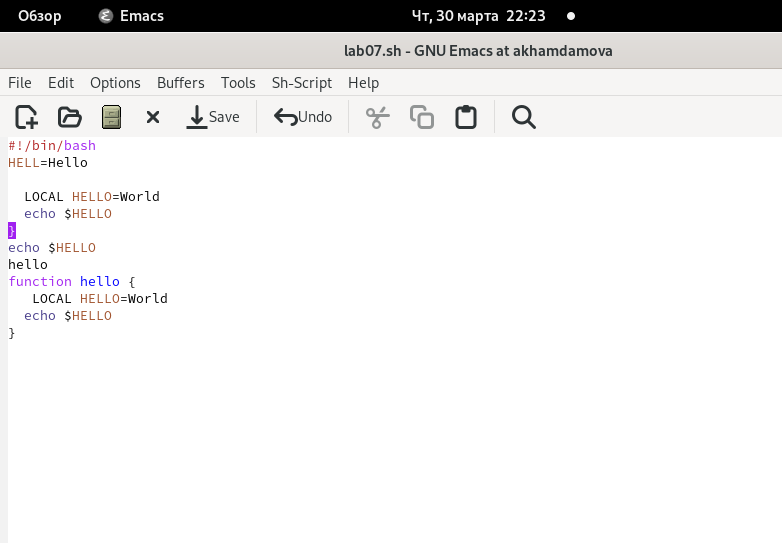 Обзор Emacs Чт, 30 марта 22:23
lab07.sh - GNU Emacs at akhamdamova
File Edit Options Buffers Tools Sh-Script Help
Save Undo
#!/bin/bash
HELL=Hello
LOCAL HELLO=World
echo $HELLO
}
echo $HELLO
hello
function hello {
LOCAL HELLO=World
echo $HELLO
}